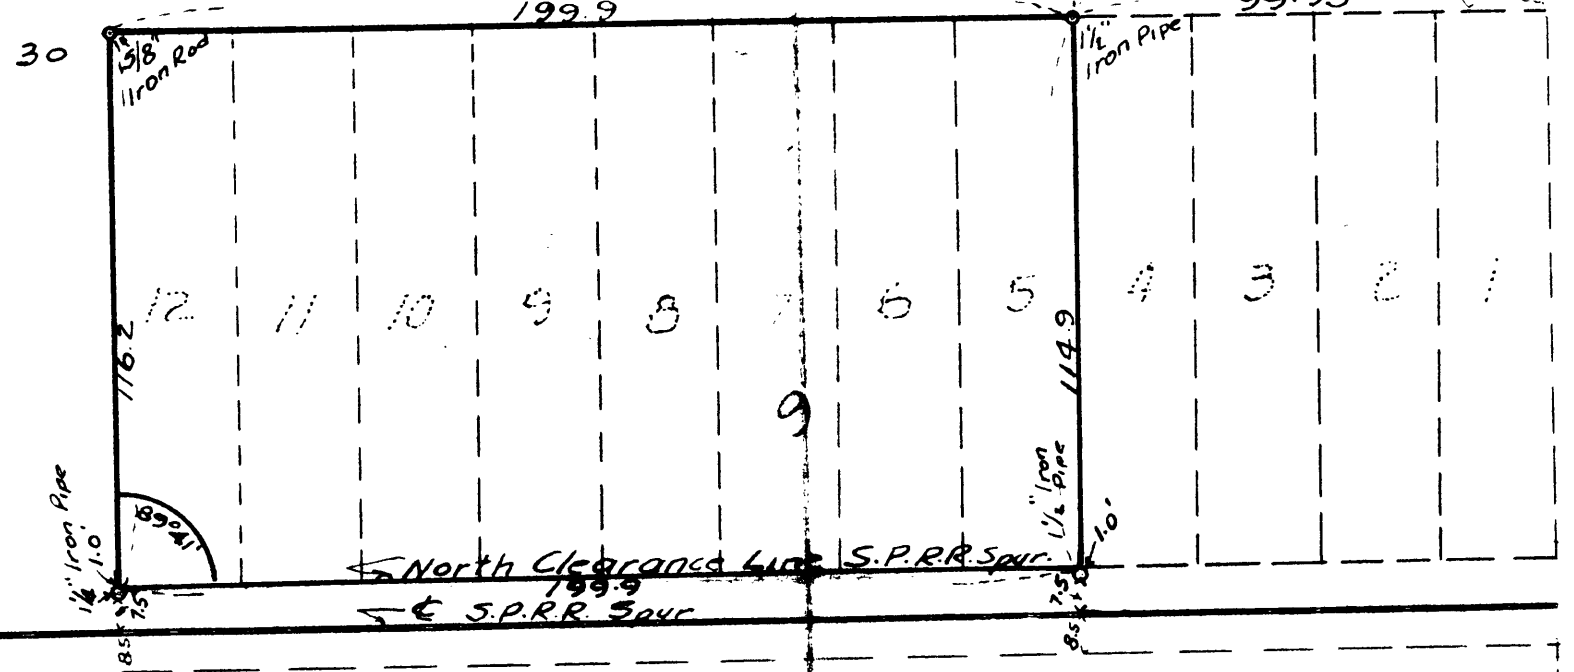 199.9
30
5/8"
Iron Rod
1½"
Iron Pipe
12 11 10 9 8 7 6 5 4 3 2 1
116.2
114.9
9
1½" Iron
Pipe
1.0'
Iron Pipe
1.0'
89°41'
North Clearance Line S.P.R.R. Spur.
199.9
7.5
7.5
℄ S.P.R.R. Spur
8.5
8.5